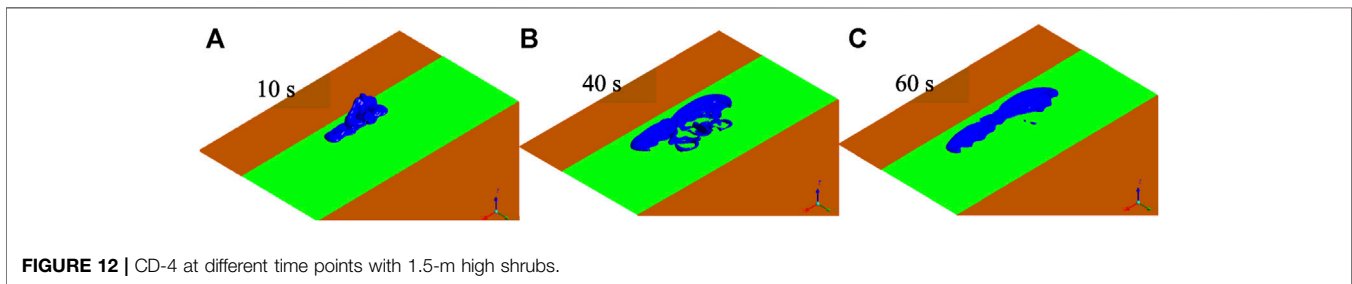 A
B
C
10 s
40 s
60 s
FIGURE 12 | CD-4 at different time points with 1.5-m high shrubs.